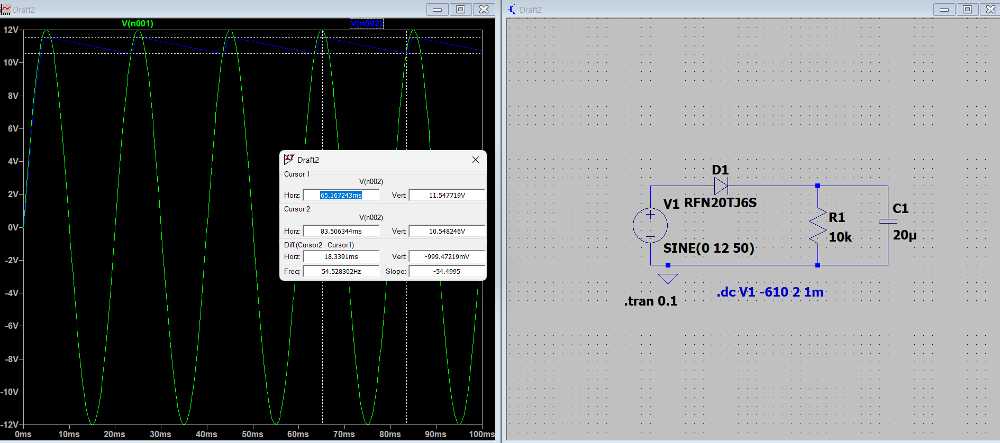 Draft2
V(n001)
V(n002)
12V
10V
8V
6V
4V
2V
0V
-2V
-4V
-6V
-8V
-10V
-12V
0ms
10ms
20ms
30ms
40ms
50ms
60ms
70ms
80ms
90ms
100ms
Draft2
Cursor 1
V(n002)
Horz: 65.167243ms Vert: 11.547719V
Cursor 2
V(n002)
Horz: 83.506344ms Vert: 10.548246V
Diff (Cursor2 - Cursor1)
Horz: 18.3391ms Vert: -999.47219mV
Freq: 54.528302Hz Slope: -54.4995
Draft2
D1
V1 RFN20TJ6S
C1
R1
10k
20µ
SINE(0 12 50)
.dc V1 -610 2 1m
.tran 0.1